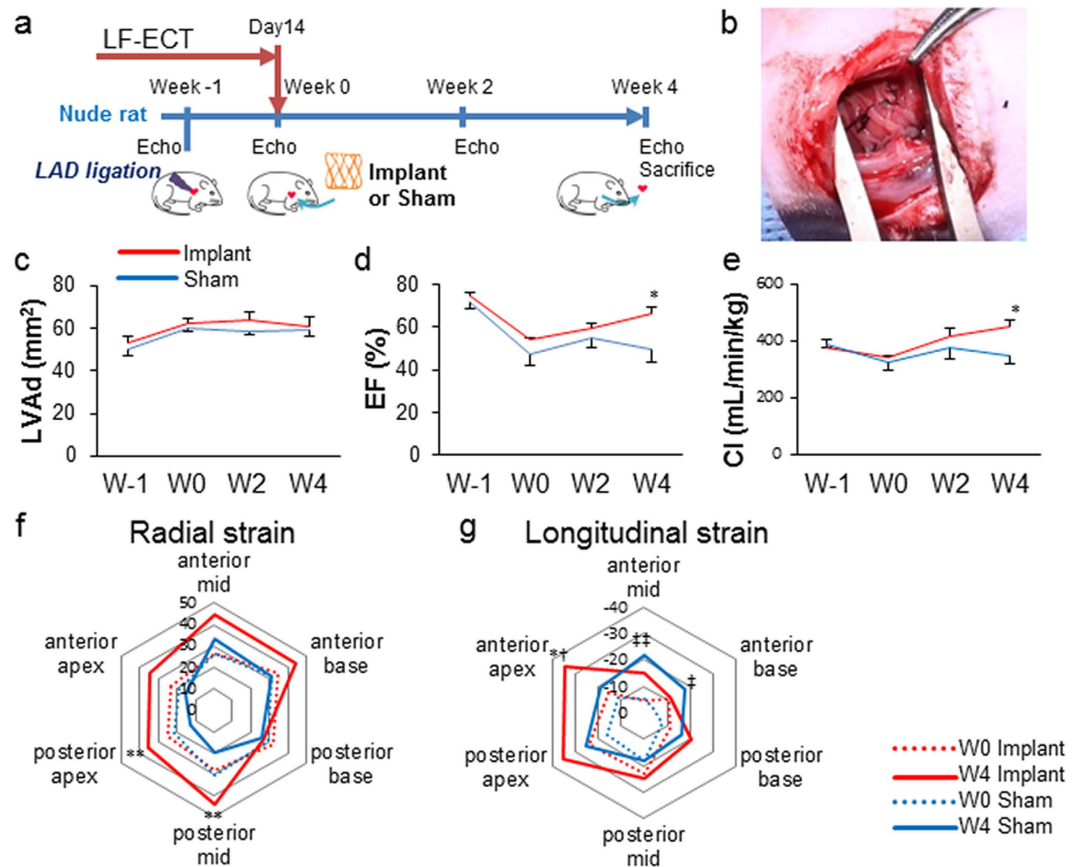 a
LF-ECT
Day14
Week -1
Week 0
Week 2
Week 4
Nude rat
Echo
Echo
Echo
Echo
Sacrifice
LAD ligation
Implant
or Sham
b
c
Implant
Sham
LVAd (mm²)
80
60
40
20
0
W-1 W0 W2 W4
d
EF (%)
80
60
40
20
0
*
W-1 W0 W2 W4
e
CI (mL/min/kg)
600
400
200
0
*
W-1 W0 W2 W4
f
Radial strain
anterior
mid
anterior
base
posterior
base
posterior
mid
posterior
apex
anterior
apex
50
40
30
20
10
0
**
**
g
Longitudinal strain
anterior
mid
anterior
base
posterior
base
posterior
mid
posterior
apex
anterior
apex
-40
-30
-20
-10
0
*†
‡‡
‡
W0 Implant
W4 Implant
W0 Sham
W4 Sham